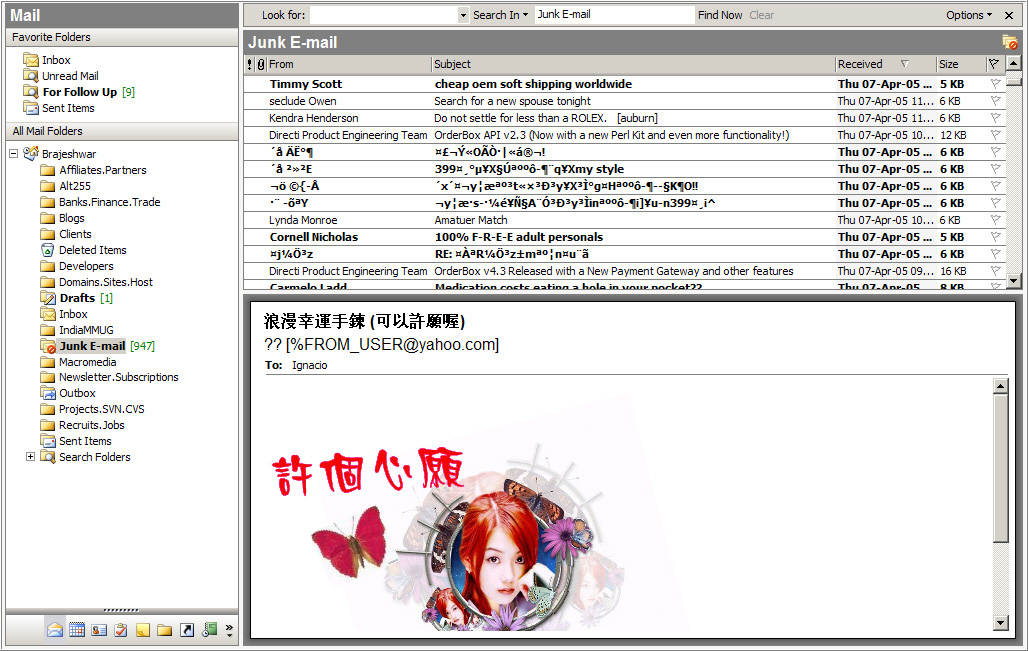 Mail
Favorite Folders
Inbox
Unread Mail
For Follow Up [9]
Sent Items
All Mail Folders
Brajeshwar
Affiliates.Partners
Alt255
Banks.Finance.Trade
Blogs
Clients
Deleted Items
Developers
Domains.Sites.Host
Drafts [1]
Inbox
IndiaMMUG
Junk E-mail [947]
Macromedia
Newsletter.Subscriptions
Outbox
Projects.SVN.CVS
Recruits.Jobs
Sent Items
Search Folders
Look for: Search In Junk E-mail Find Now Clear Options
Junk E-mail
From Subject Received Size
Timmy Scott cheap oem soft shipping worldwide Thu 07-Apr-05 ... 5 KB
seclude Owen Search for a new spouse tonight Thu 07-Apr-05 11... 6 KB
Kendra Henderson Do not settle for less than a ROLEX. [auburn] Thu 07-Apr-05 11... 6 KB
Directi Product Engineering Team OrderBox API v2.3 (Now with a new Perl Kit and even more functionality!) Thu 07-Apr-05 10... 12 KB
´å ÄË°¶ ¤£¬Ý«OÃÒ·|«á®¬! Thu 07-Apr-05 ... 6 KB
´å ²»²E 399¤¸°µ¥X§Úªººô-¶¨q¥Xmy style Thu 07-Apr-05 ... 6 KB
¬ö ©{-Â Thu 07-Apr-05 ... 6 KB
·¨ -õªY Thu 07-Apr-05 ... 6 KB
Lynda Monroe Amatuer Match Thu 07-Apr-05 10... 6 KB
Cornell Nicholas 100% F-R-E-E adult personals Thu 07-Apr-05 ... 5 KB
¤j¼Ö³z RE: ¤ÀªR¼Ö³z±mªº¦n¤u¨ã Thu 07-Apr-05 ... 6 KB
Directi Product Engineering Team OrderBox v4.3 Released with a New Payment Gateway and other features Thu 07-Apr-05 09... 16 KB
Carmelo Ladd Medication costs eating a hole in your pocket?? Thu 07-Apr-05 ... 8 KB
浪漫幸運手鍊 (可以許願喔)
?? [%FROM_USER@yahoo.com]
To: Ignacio
許個心願